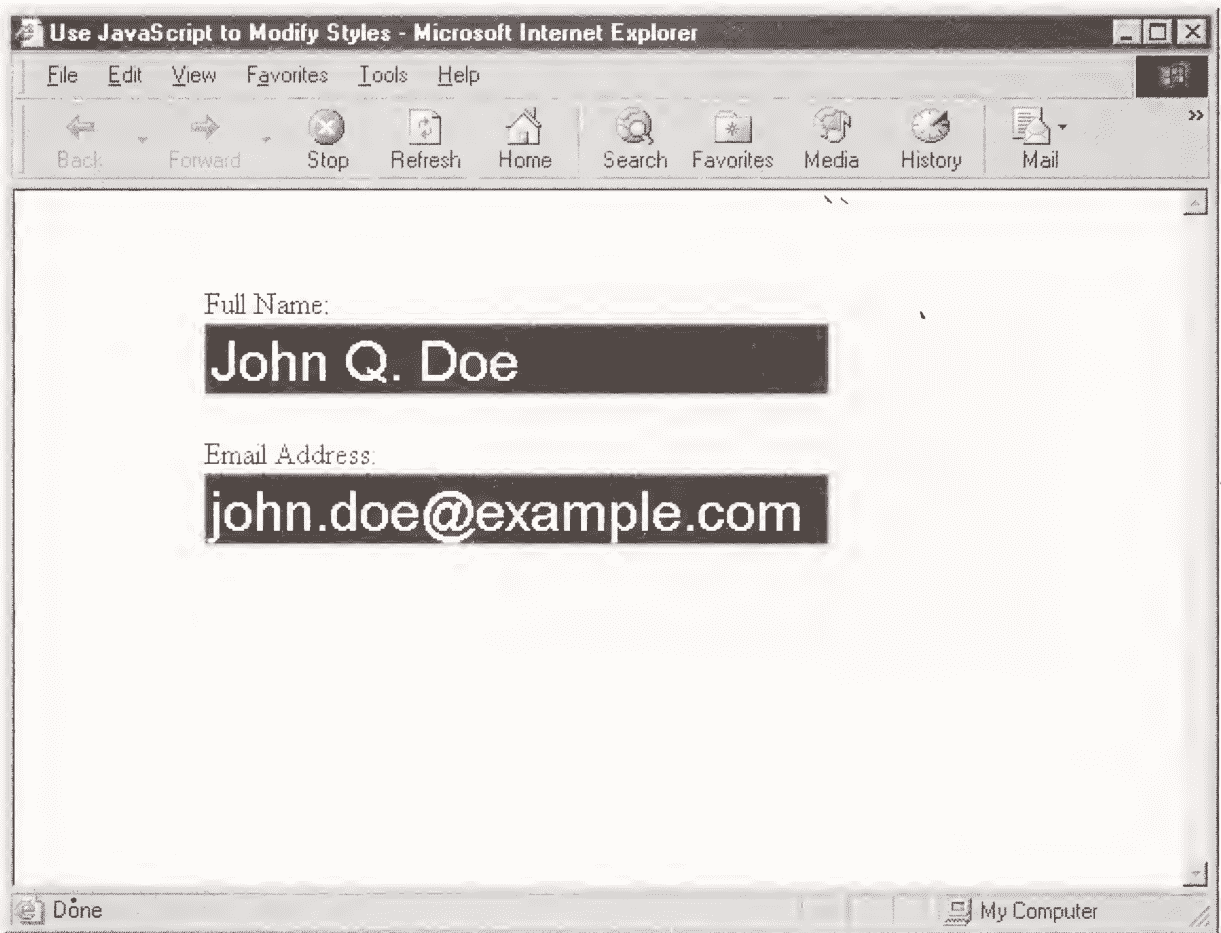 Use JavaScript to Modify Styles - Microsoft Internet Explorer
File Edit View Favorites Tools Help
Back Forward Stop Refresh Home Search Favorites Media History Mail »
Full Name:
John Q. Doe
Email Address:
john.doe@example.com
Done My Computer